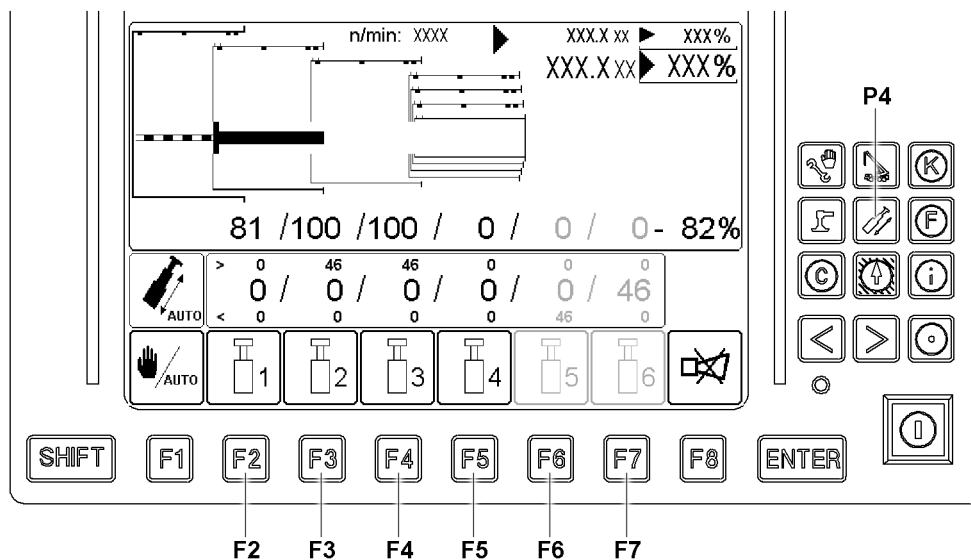 n/min: XXXX XXX.X XX XXX%
XXX.X XX XXX%
P4
K
F
81 /100 /100 / 0 / 0 / 0- 82%
C i
> 0 46 46 0 0 0
0 / 0 / 0 / 0 / 0 / 46
AUTO < 0 0 0 0 46 0
/AUTO 1 2 3 4 5 6
< >
SHIFT F1 F2 F3 F4 F5 F6 F7 F8 ENTER
F2 F3 F4 F5 F6 F7